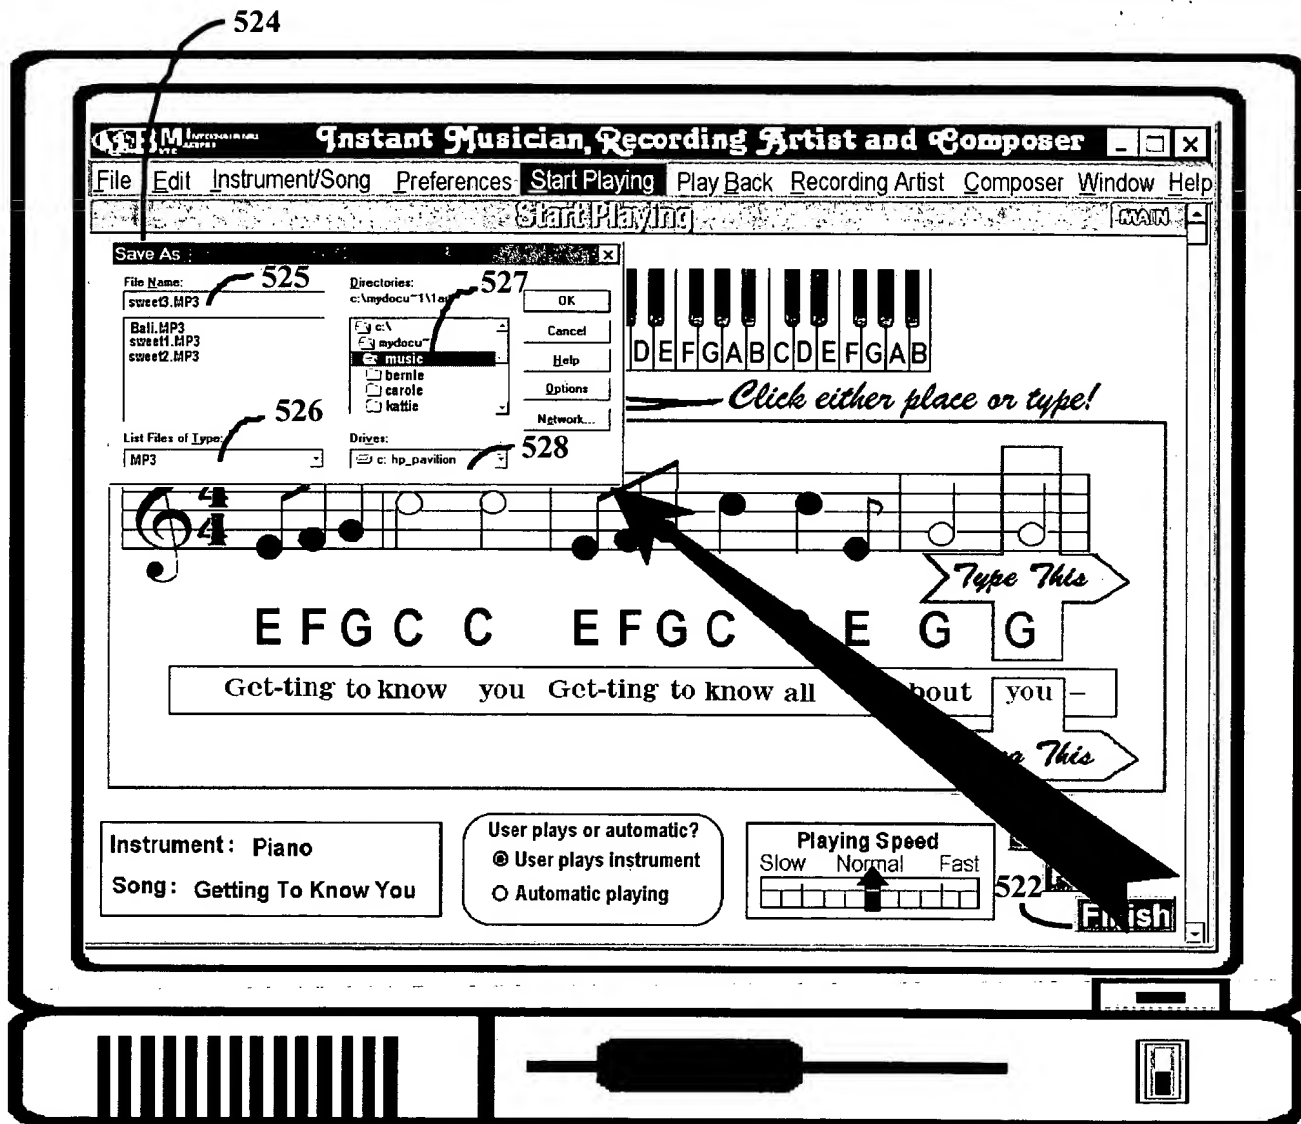 524
Instant Musician, Recording Artist and Composer
File Edit Instrument/Song Preferences Start Playing Play Back Recording Artist Composer Window Help
Start Playing MAIN
Save As
File Name: 525
sweet3.MP3
Bali.MP3
sweet1.MP3
sweet2.MP3
List Files of Type: 526
MP3
Directories: 527
c:\mydocu~1\1a
c:\
mydocu~
music
bernie
carole
kattie
Drives:
c: hp_pavilion 528
OK
Cancel
Help
Options
Network...
D E F G A B C D E F G A B
Click either place or type!
4
4
Type This
E F G C C E F G C E G G
Get-ting to know you Get-ting to know all bout you –
This
Instrument: Piano
Song: Getting To Know You
User plays or automatic?
User plays instrument
Automatic playing
Playing Speed
Slow Normal Fast
522
Finish